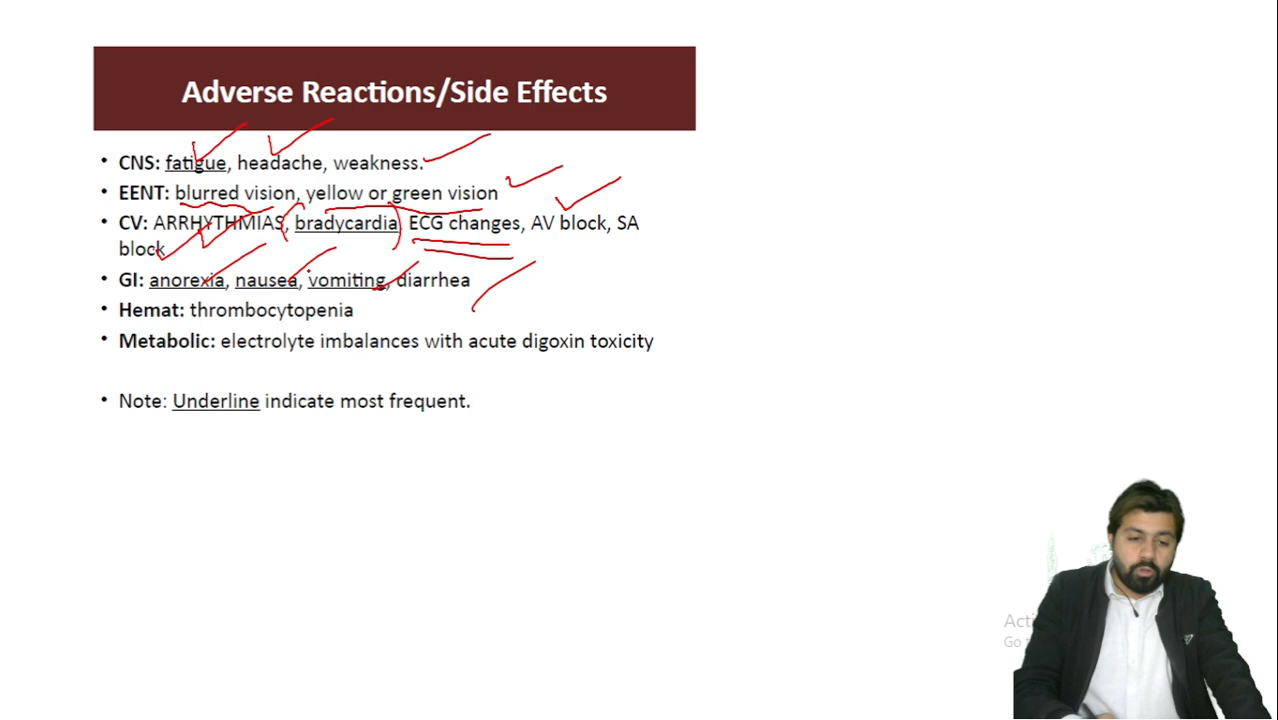 Adverse Reactions/Side Effects
• CNS: fatigue, headache, weakness.
• EENT: blurred vision, yellow or green vision
• CV: ARRHYTHMIAS, bradycardia, ECG changes, AV block, SA
block
• GI: anorexia, nausea, vomiting, diarrhea
• Hemat: thrombocytopenia
• Metabolic: electrolyte imbalances with acute digoxin toxicity
• Note: Underline indicate most frequent.